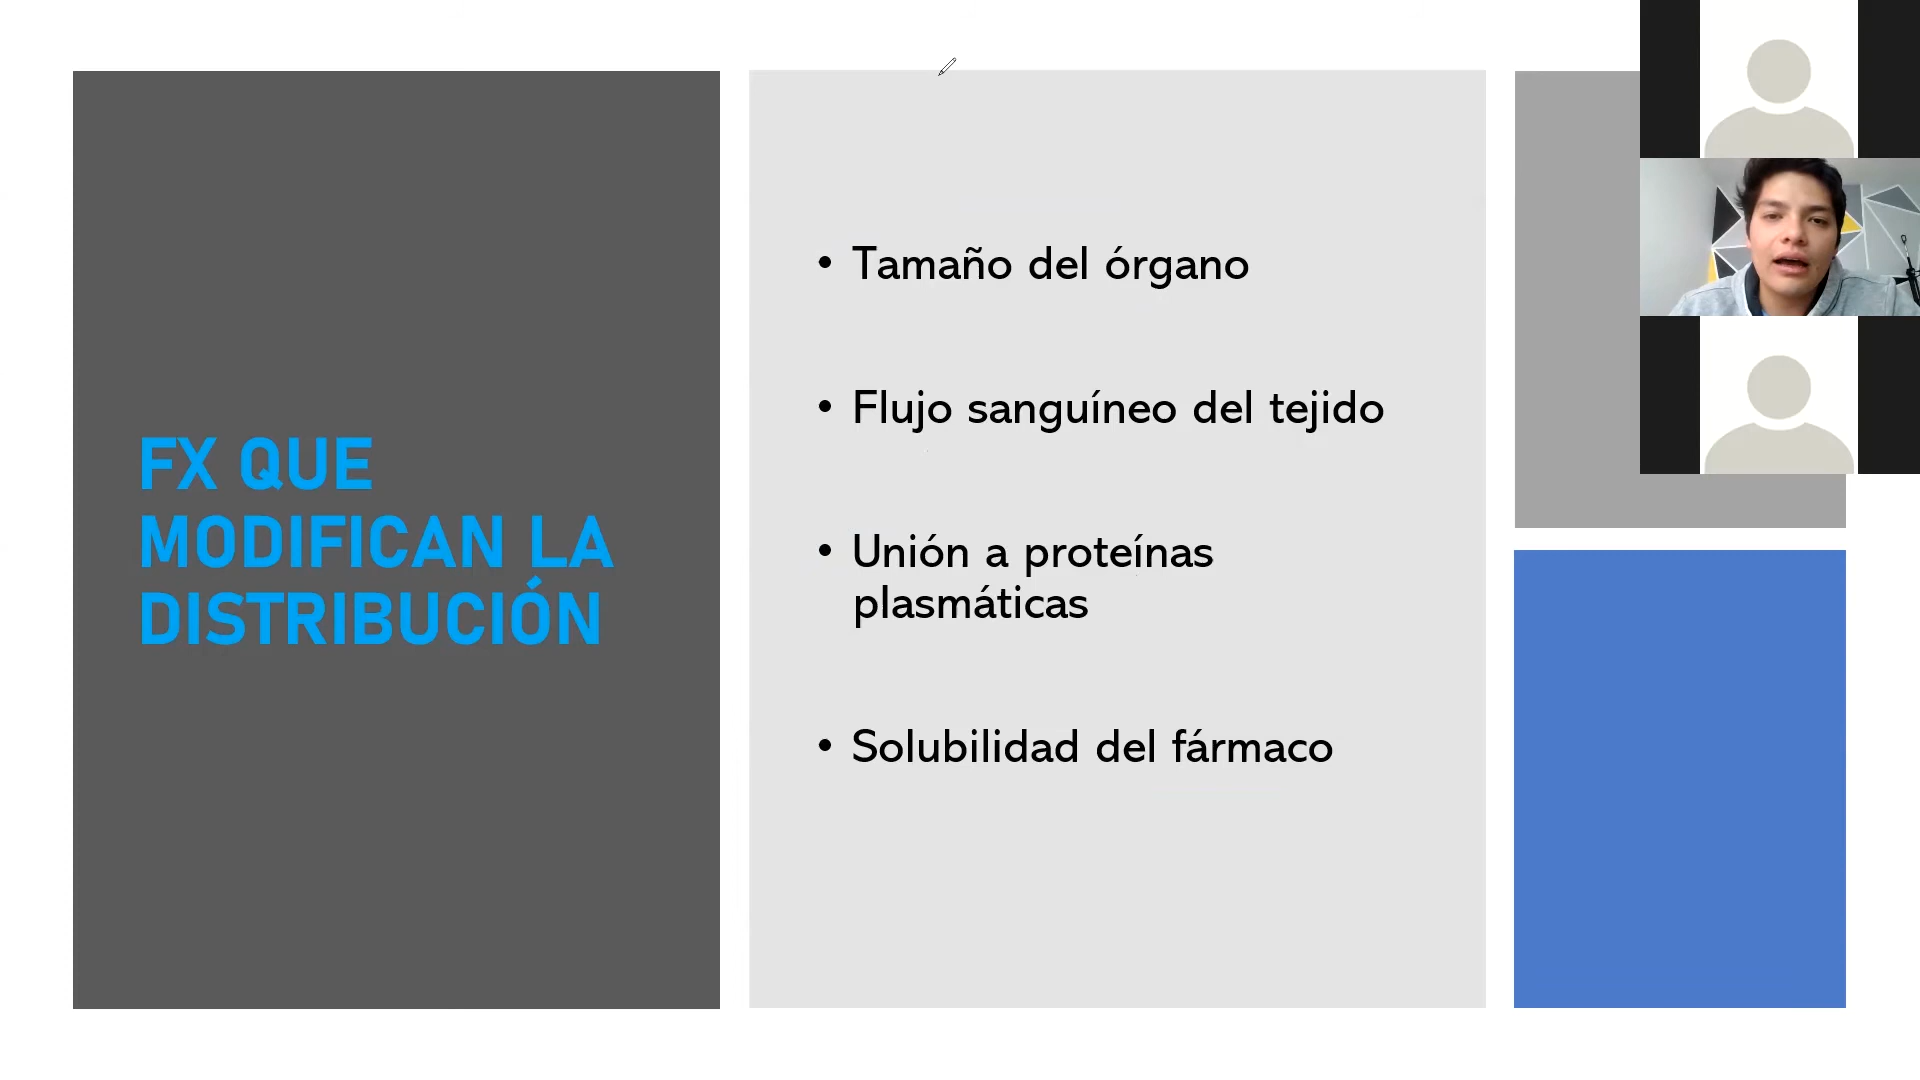 FX QUE
MODIFICAN LA
DISTRIBUCIÓN
• Tamaño del órgano
• Flujo sanguíneo del tejido
• Unión a proteínas
plasmáticas
• Solubilidad del fármaco